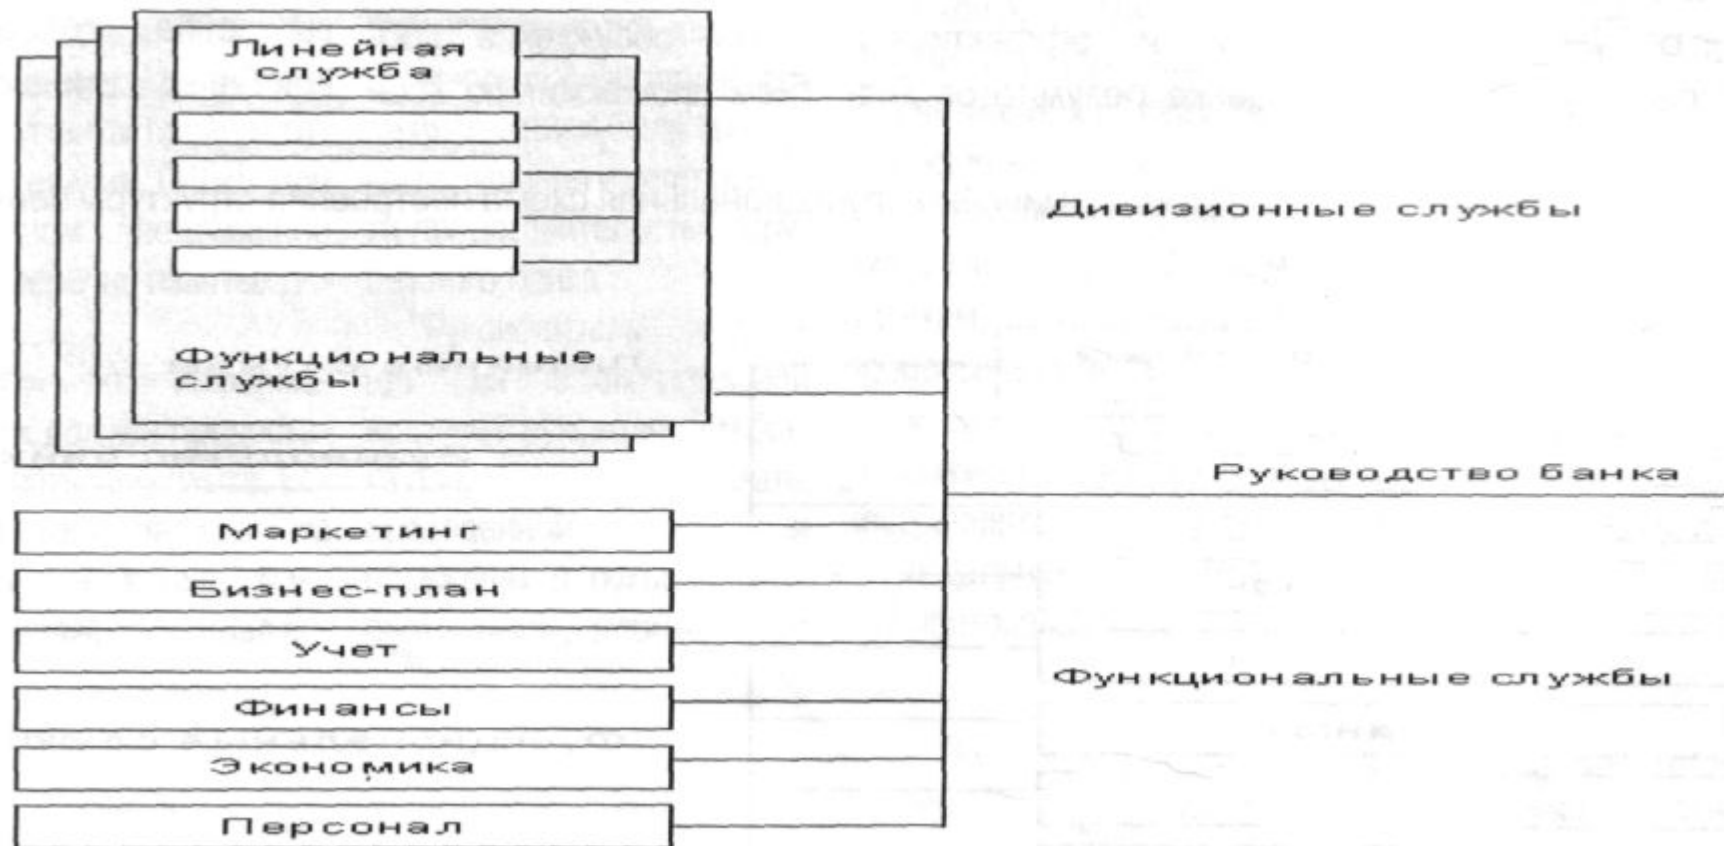 Линейная
служба
Дивизионные службы
Функциональные
службы
Руководство банка
Маркетинг
Бизнес-план
Учет
Функциональные службы
Финансы
Экономика
Персонал